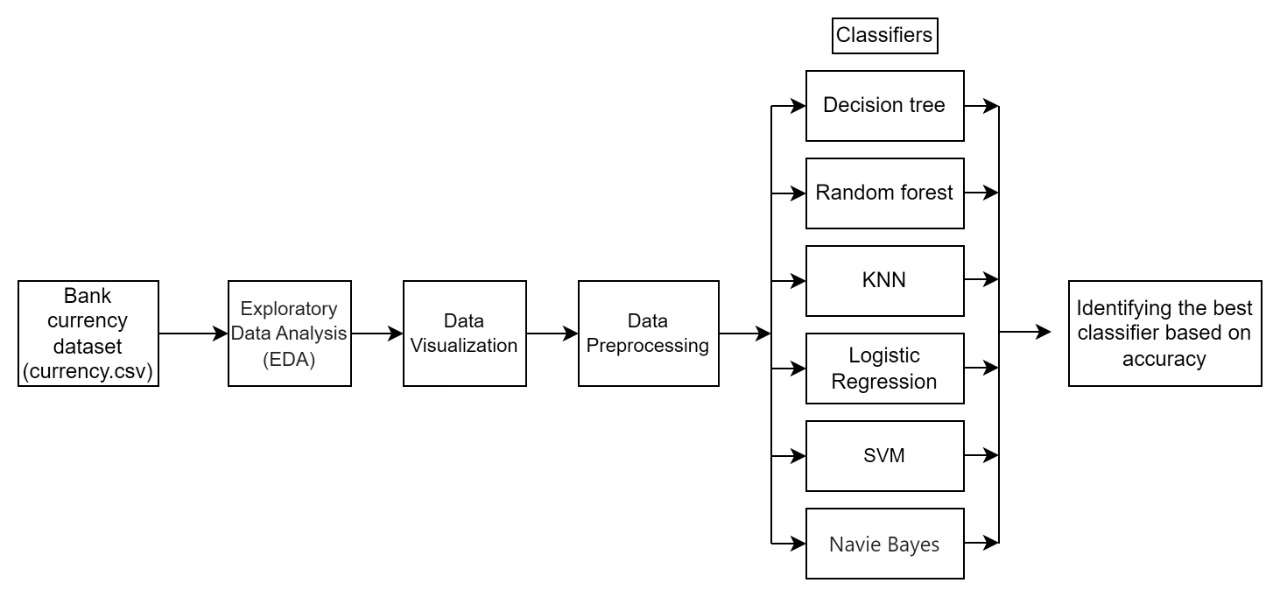 Classifiers
Decision tree
Random forest
KNN
Logistic
Regression
SVM
Navie Bayes
Bank
currency
dataset
(currency.csv)
Exploratory
Data Analysis
(EDA)
Data
Visualization
Data
Preprocessing
Identifying the best
classifier based on
accuracy